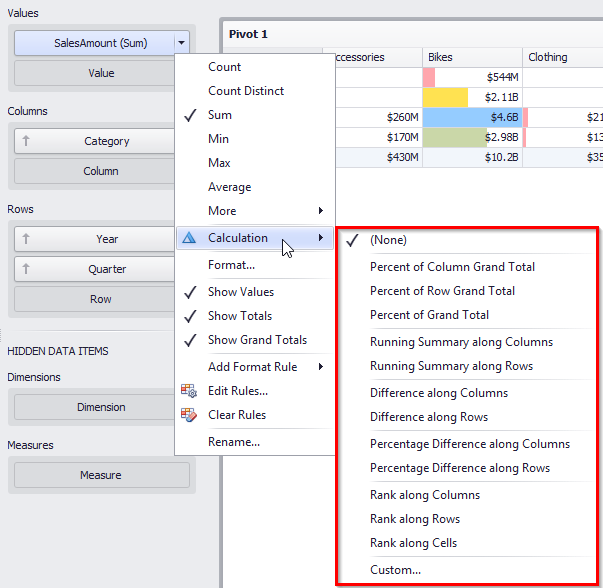 Values
SalesAmount (Sum)
Value
Columns
Category
Column
Rows
Year
Quarter
Row
HIDDEN DATA ITEMS
Dimensions
Dimension
Measures
Measure
Count
Count Distinct
Sum
Min
Max
Average
More
Calculation
Format...
Show Values
Show Totals
Show Grand Totals
Add Format Rule
Edit Rules...
Clear Rules
Rename...
Pivot 1
ccessories Bikes Clothing
$544M
$2.11B
$260M $4.6B $21
$170M $2.98B $13
$430M $10.2B $35
(None)
Percent of Column Grand Total
Percent of Row Grand Total
Percent of Grand Total
Running Summary along Columns
Running Summary along Rows
Difference along Columns
Difference along Rows
Percentage Difference along Columns
Percentage Difference along Rows
Rank along Columns
Rank along Rows
Rank along Cells
Custom...